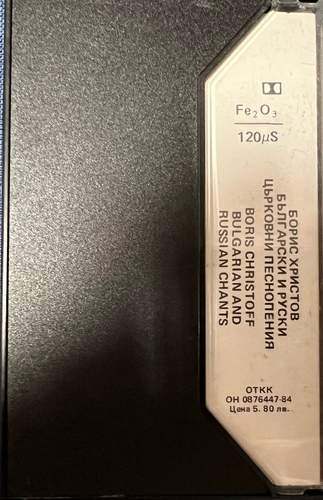 Fe₂O₃
120μS
БОРИС ХРИСТОВ
БЪЛГАРСКИ И РУСКИ
ЦЪРКОВНИ ПЕСНОПЕНИЯ
BORIS CHRISTOFF
BULGARIAN AND
RUSSIAN CHANTS
ОТКК
ОН 0876447-84
Цена 5. 80 лв.